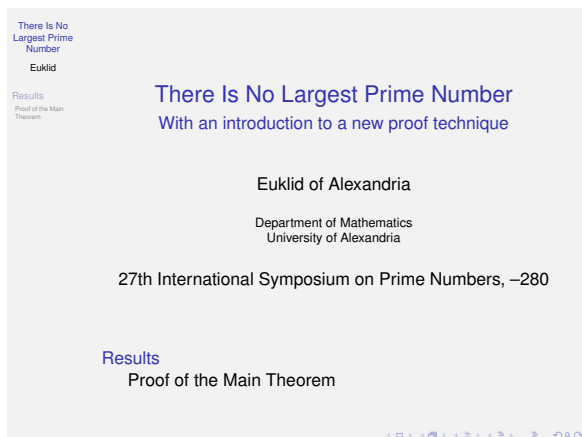 There Is No
Largest Prime
Number
Euklid
Results
Proof of the Main
Theorem
There Is No Largest Prime Number
With an introduction to a new proof technique
Euklid of Alexandria
Department of Mathematics
University of Alexandria
27th International Symposium on Prime Numbers, –280
Results
Proof of the Main Theorem